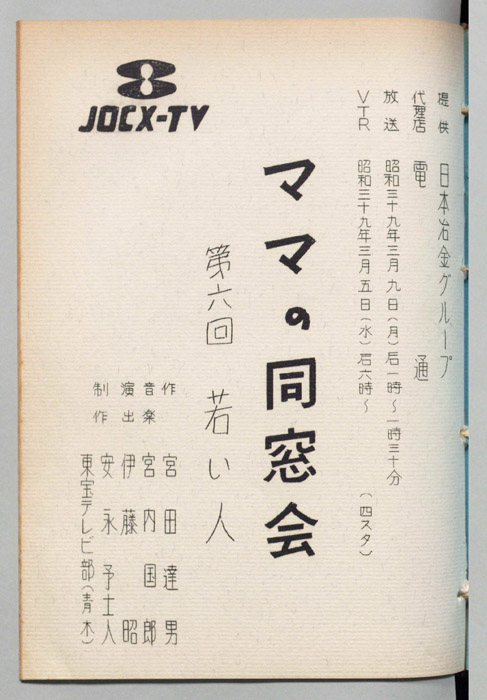 提供 日本冶金グループ
代理店 電通
放送 昭和三十九年三月九日(月)后一時~一時三十分
VTR 昭和三十九年三月五日(水)后六時~(四スタ)
ママの同窓会
第六回 若い人
作 宮田達男
音楽 宮内国郎
演出 伊藤昭
制作 安永予士人
東宝テレビ部(青木)
JOCX-TV